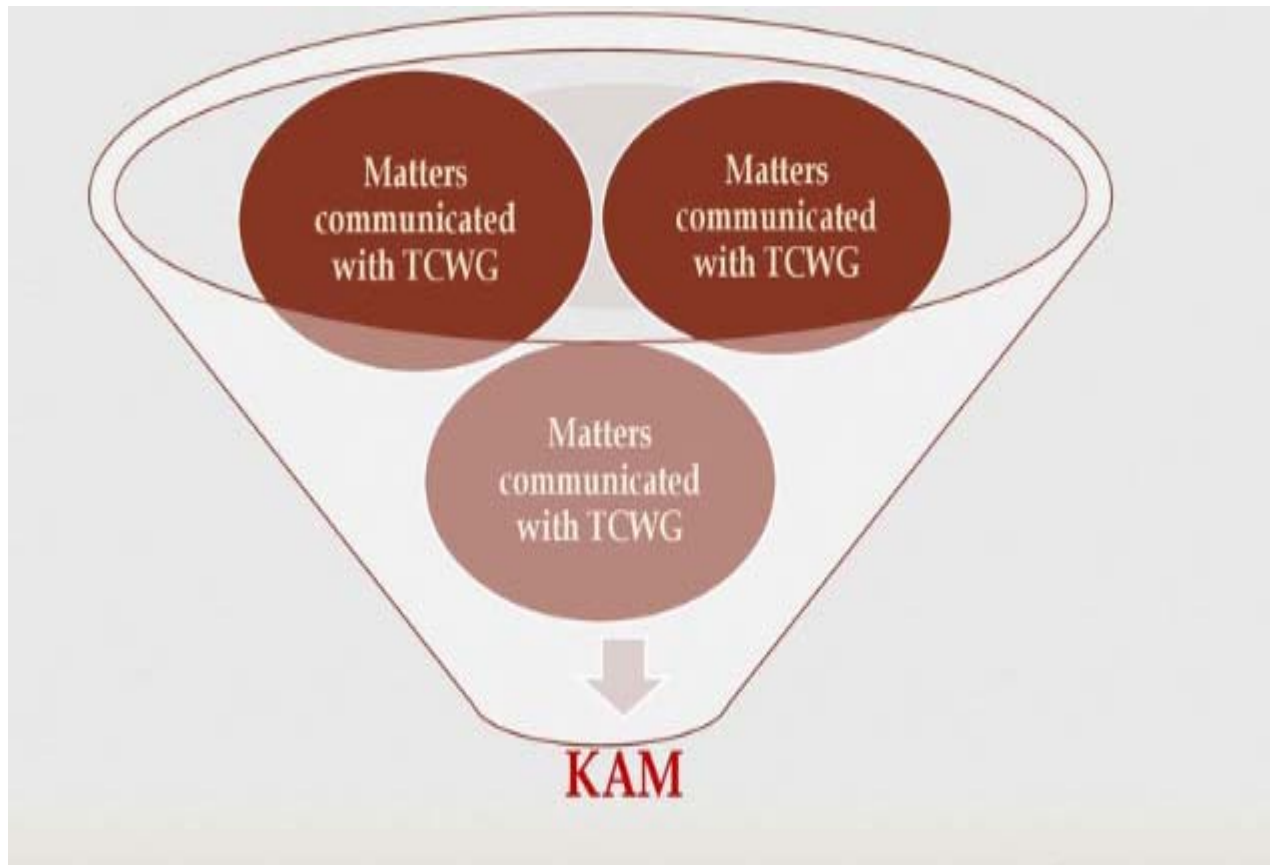 Matters
communicated
with TCWG
Matters
communicated
with TCWG
Matters
communicated
with TCWG
KAM